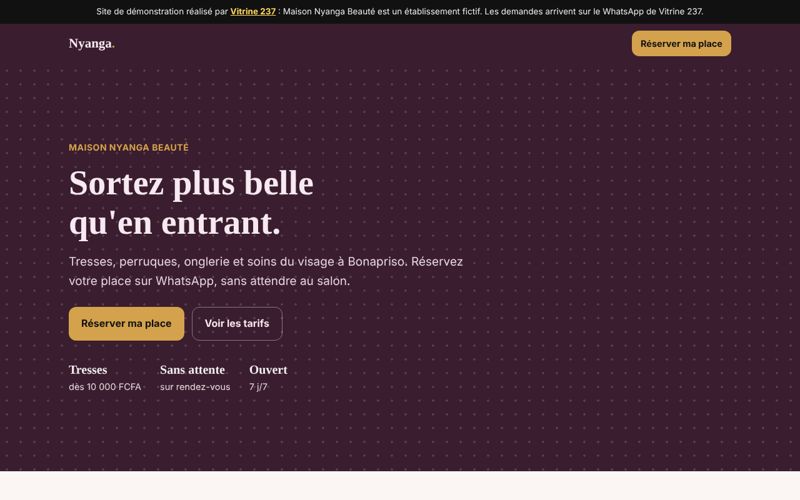 Site de démonstration réalisé par Vitrine 237 : Maison Nyanga Beauté est un établissement fictif. Les demandes arrivent sur le WhatsApp de Vitrine 237.
Nyanga.
Réserver ma place
MAISON NYANGA BEAUTÉ
Sortez plus belle
qu'en entrant.
Tresses, perruques, onglerie et soins du visage à Bonapriso. Réservez
votre place sur WhatsApp, sans attendre au salon.
Réserver ma place
Voir les tarifs
Tresses
dès 10 000 FCFA
Sans attente
sur rendez-vous
Ouvert
7 j/7